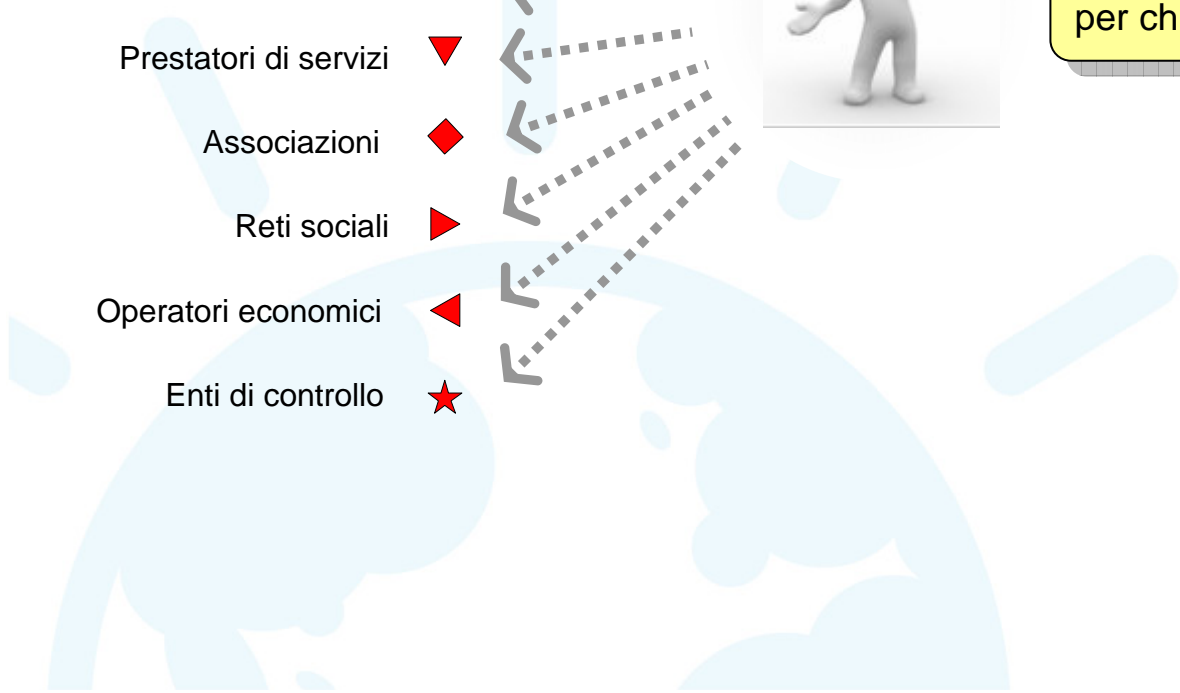 per ch
Prestatori di servizi
Associazioni
Reti sociali
Operatori economici
Enti di controllo